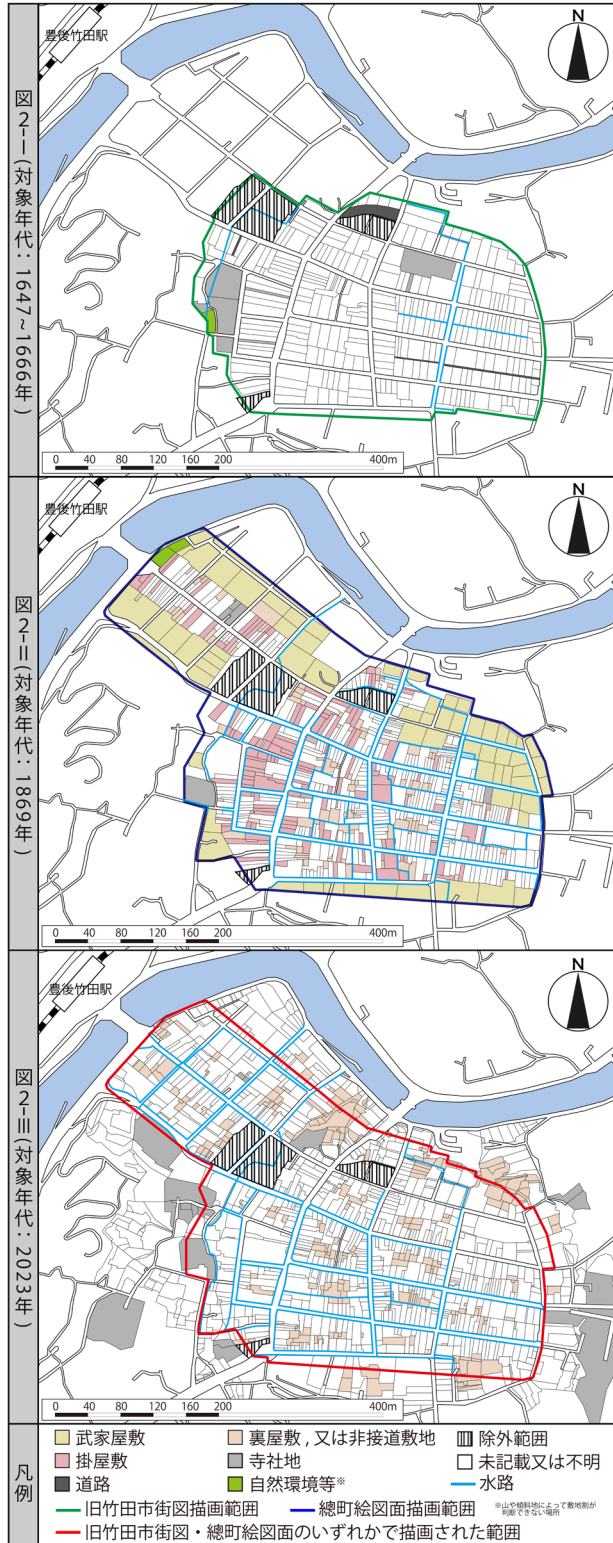 図2-Ⅰ(対象年代：1647~1666年)
豊後竹田駅
N
0 40 80 120 160 200 400m
図2-Ⅱ(対象年代：1869年)
豊後竹田駅
N
0 40 80 120 160 200 400m
図2-Ⅲ(対象年代：2023年)
豊後竹田駅
N
0 40 80 120 160 200 400m
凡例
武家屋敷 裏屋敷,又は非接道敷地 除外範囲
掛屋敷 寺社地 未記載又は不明
道路 自然環境等※ 水路
旧竹田市街図描画範囲 總町絵図面描画範囲
※山や傾斜地によって敷地割が
判断できない場所
旧竹田市街図・總町絵図面のいずれかで描画された範囲